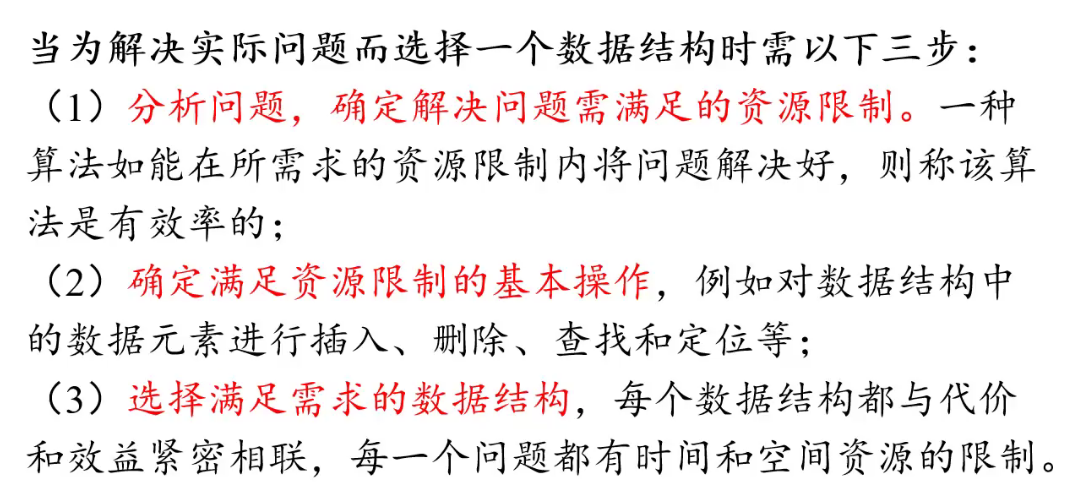 当为解决实际问题而选择一个数据结构时需以下三步：
（1）分析问题，确定解决问题需满足的资源限制。一种
算法如能在所需求的资源限制内将问题解决好，则称该算
法是有效率的；
（2）确定满足资源限制的基本操作，例如对数据结构中
的数据元素进行插入、删除、查找和定位等；
（3）选择满足需求的数据结构，每个数据结构都与代价
和效益紧密相联，每一个问题都有时间和空间资源的限制。